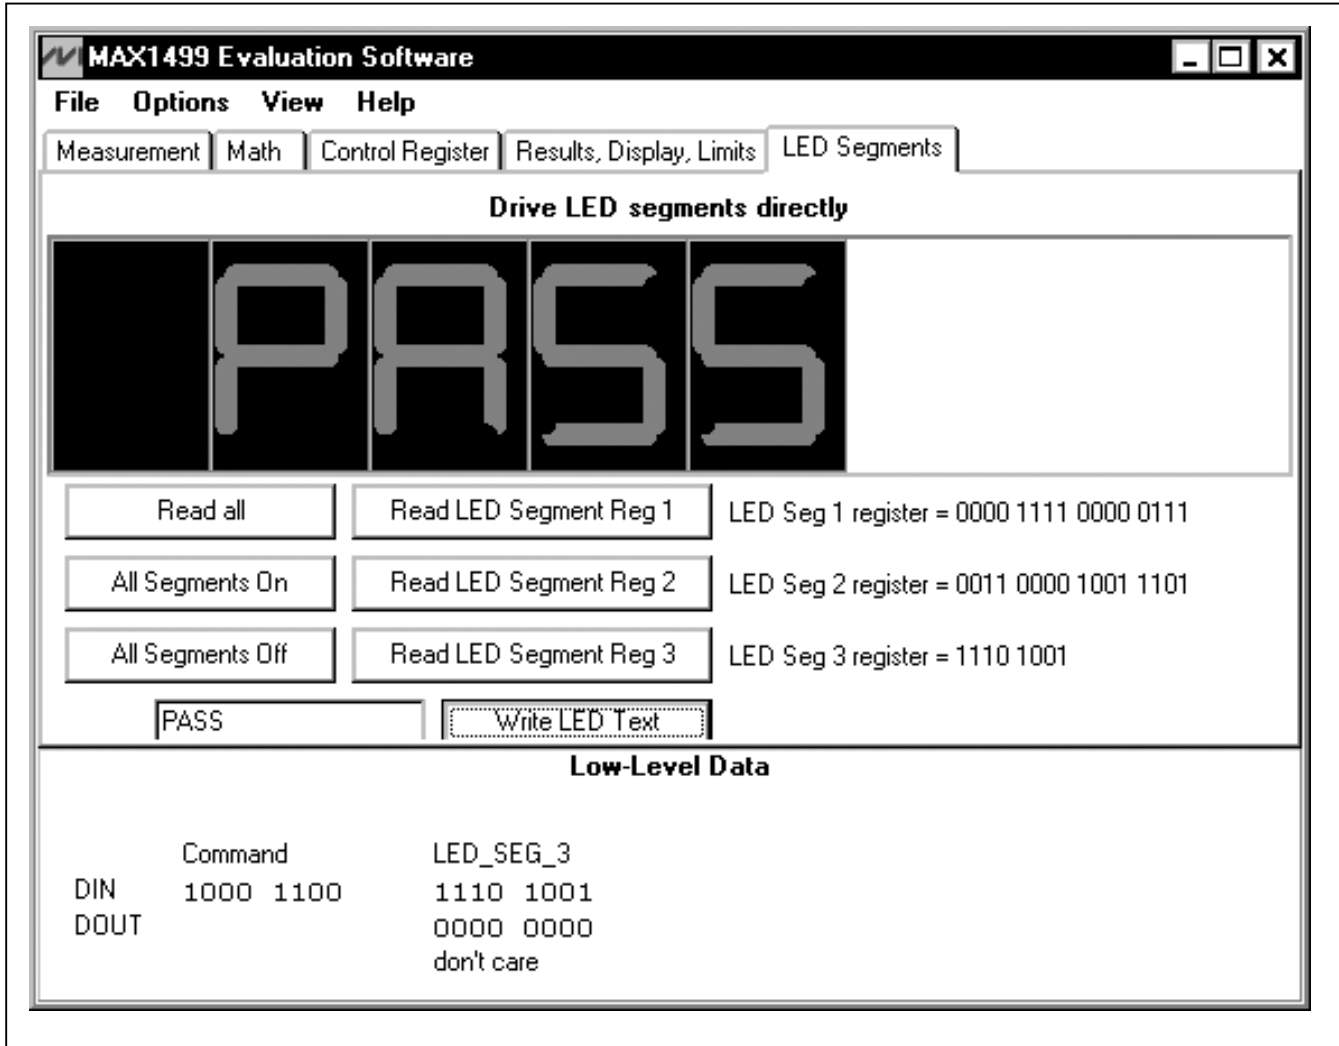 MAX1499 Evaluation Software
File Options View Help
Measurement Math Control Register Results, Display, Limits LED Segments
Drive LED segments directly
PASS
Read all Read LED Segment Reg 1 LED Seg 1 register = 0000 1111 0000 0111
All Segments On Read LED Segment Reg 2 LED Seg 2 register = 0011 0000 1001 1101
All Segments Off Read LED Segment Reg 3 LED Seg 3 register = 1110 1001
PASS Write LED Text
Low-Level Data
Command LED_SEG_3
DIN 1000 1100 1110 1001
DOUT 0000 0000
don't care